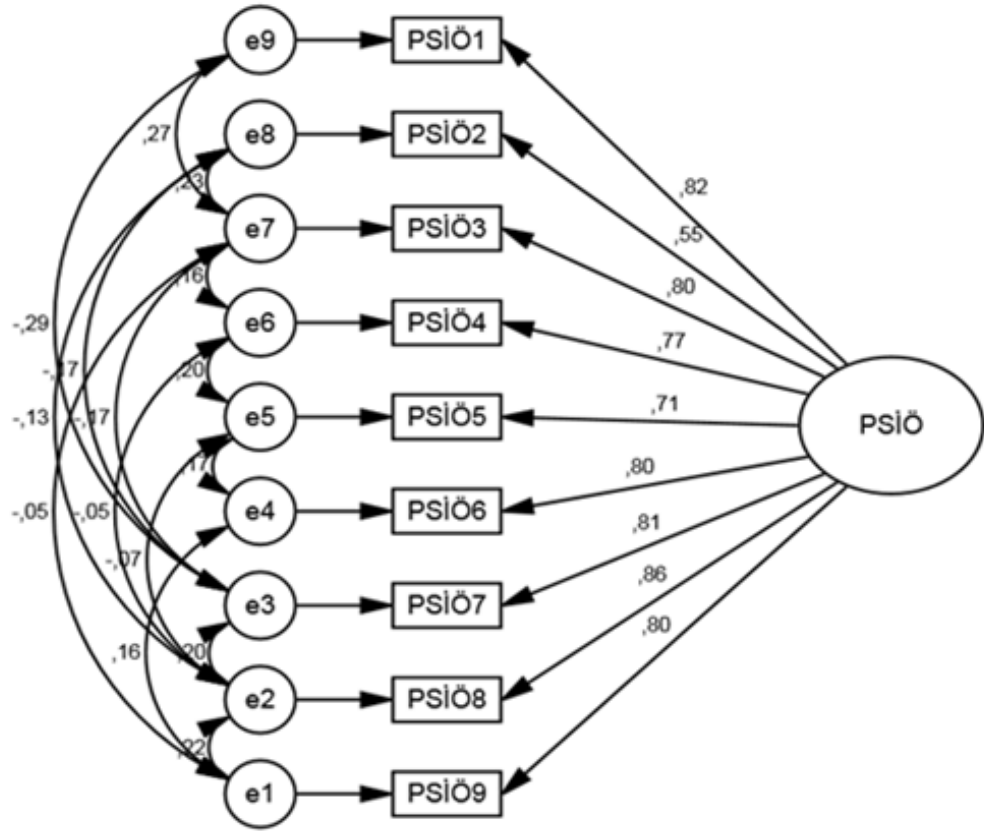 e9
PSİÖ1
,27
e8
PSİÖ2
,82
,23
e7
PSİÖ3
,55
,16
,80
-,29
e6
PSİÖ4
,77
-,17
,20
-,13
-,17
e5
PSİÖ5
,71
PSİÖ
,17
,80
-,05
-,05
e4
PSİÖ6
,81
-,07
,86
e3
PSİÖ7
,16
,20
,80
e2
PSİÖ8
,22
e1
PSİÖ9